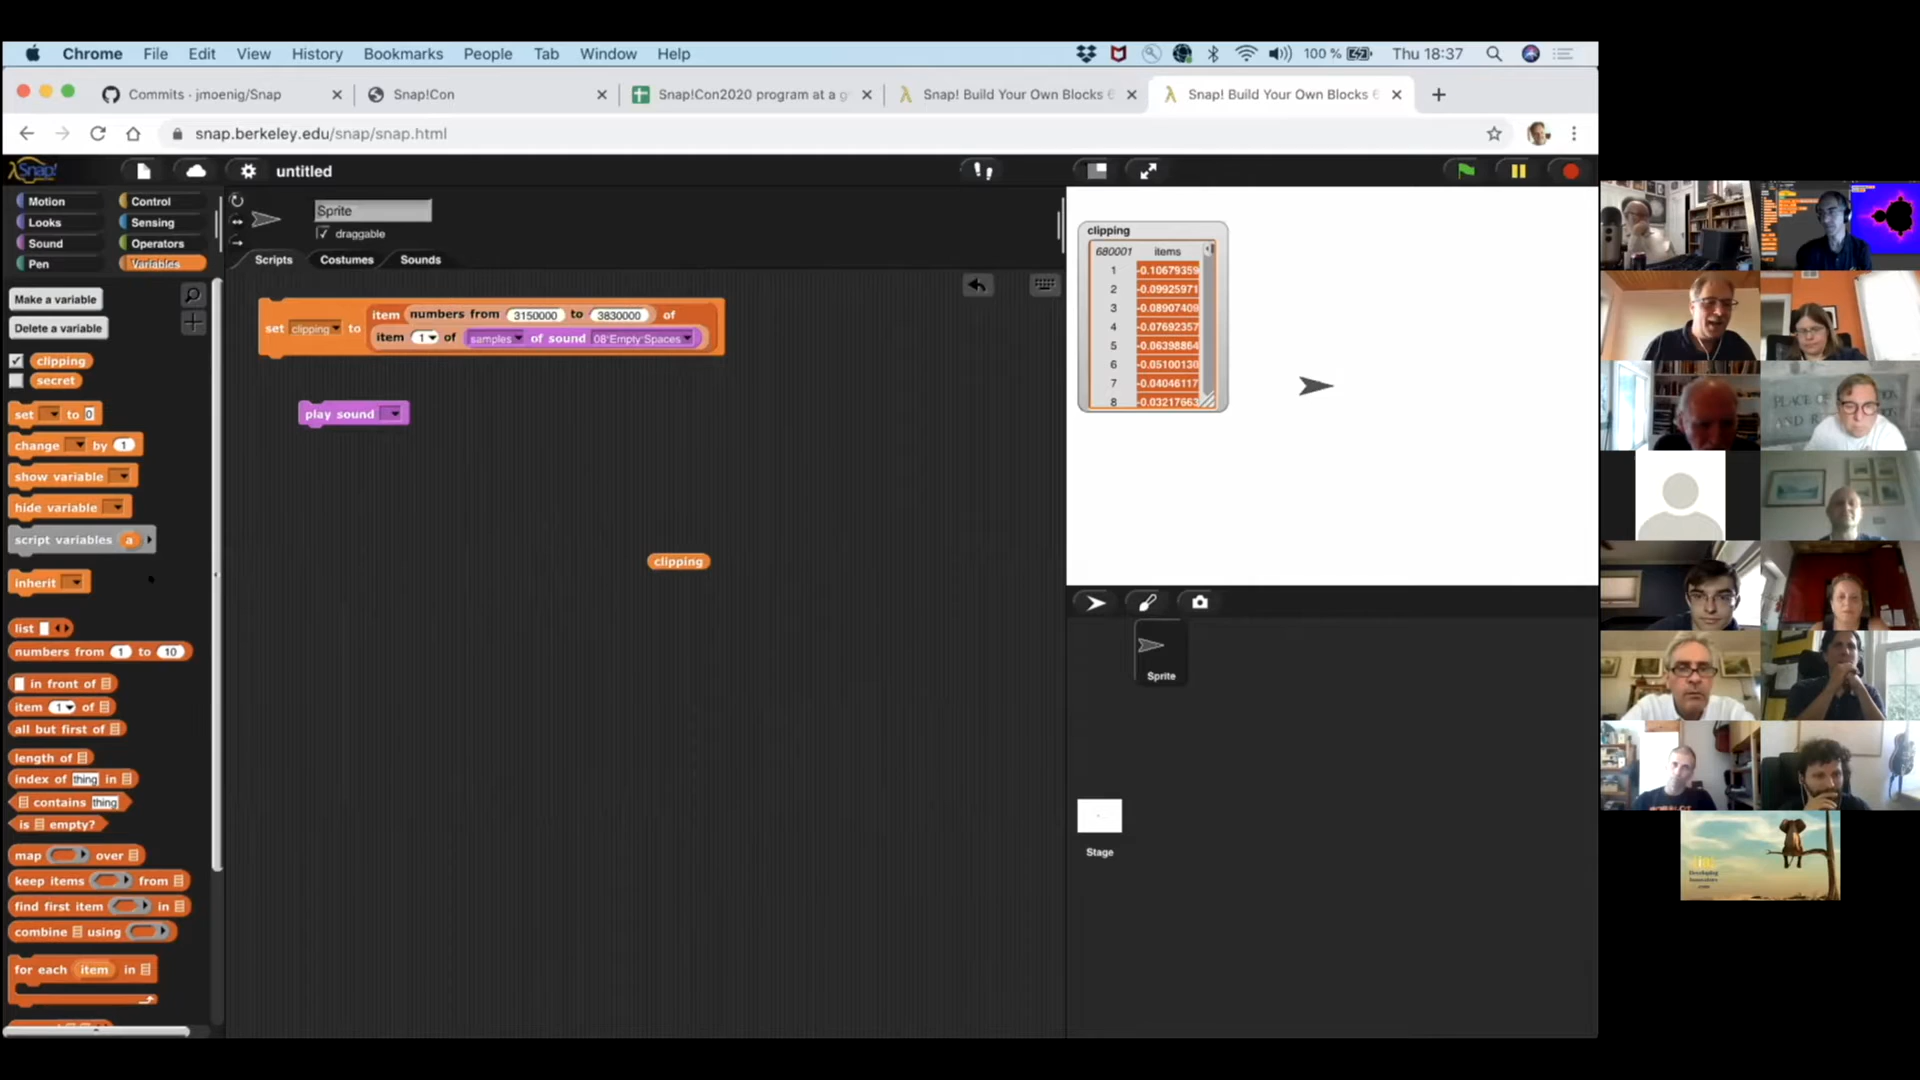 Chrome File Edit View History Bookmarks People Tab Window Help 100 % Thu 18:37
Commits · jmoenig/Snap Snap!Con Snap!Con2020 program at a g Snap! Build Your Own Blocks 6 Snap! Build Your Own Blocks 6
snap.berkeley.edu/snap/snap.html
Snap! untitled
Motion Control
Looks Sensing
Sound Operators
Pen Variables
Sprite
draggable
Scripts Costumes Sounds
Make a variable
Delete a variable
clipping
secret
set to 0
change by 1
show variable
hide variable
script variables a
inherit
list
numbers from 1 to 10
in front of
item 1 of
all but first of
length of
index of thing in
contains thing
is empty?
map over
keep items from
find first item in
combine using
for each item in
set clipping to item numbers from 3150000 to 3830000 of
item 1 of samples of sound 08 Empty Spaces
play sound
clipping
clipping
680001 items
1 -0.10679359
2 -0.09925971
3 -0.08907409
4 -0.07692357
5 -0.06398864
6 -0.05100130
7 -0.04046117
8 -0.03217663
Sprite
Stage
PLACE OF
AND R